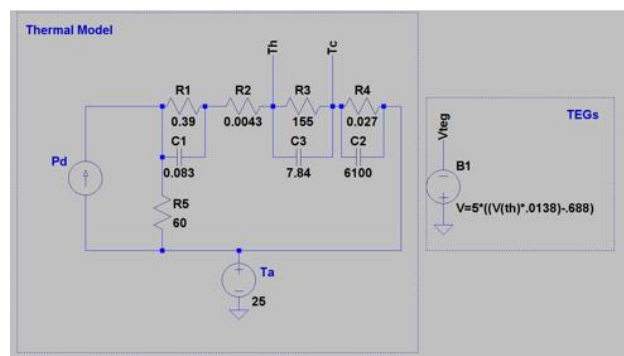 Thermal Model
Th
Tc
R1
R2
R3
R4
0.39
0.0043
155
0.027
C1
C3
C2
0.083
7.84
6100
Pd
R5
60
Ta
25
TEGs
Vteg
B1
V=5*((V(th)*.0138)-.688)